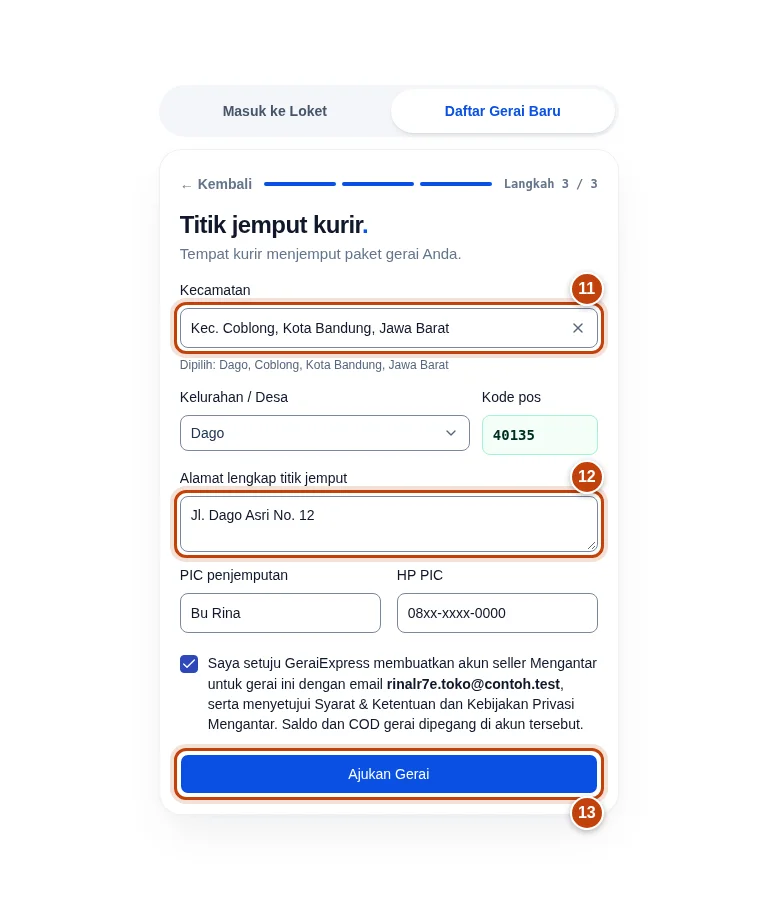 Masuk ke Loket
Daftar Gerai Baru
← Kembali
Langkah 3 / 3
Titik jemput kurir.
Tempat kurir menjemput paket gerai Anda.
Kecamatan
11
Kec. Coblong, Kota Bandung, Jawa Barat
Dipilih: Dago, Coblong, Kota Bandung, Jawa Barat
Kelurahan / Desa
Kode pos
Dago
40135
Alamat lengkap titik jemput
12
Jl. Dago Asri No. 12
PIC penjemputan
HP PIC
Bu Rina
08xx-xxxx-0000
Saya setuju GeraiExpress membuatkan akun seller Mengantar
untuk gerai ini dengan email rinalr7e.toko@contoh.test,
serta menyetujui Syarat & Ketentuan dan Kebijakan Privasi
Mengantar. Saldo dan COD gerai dipegang di akun tersebut.
Ajukan Gerai
13